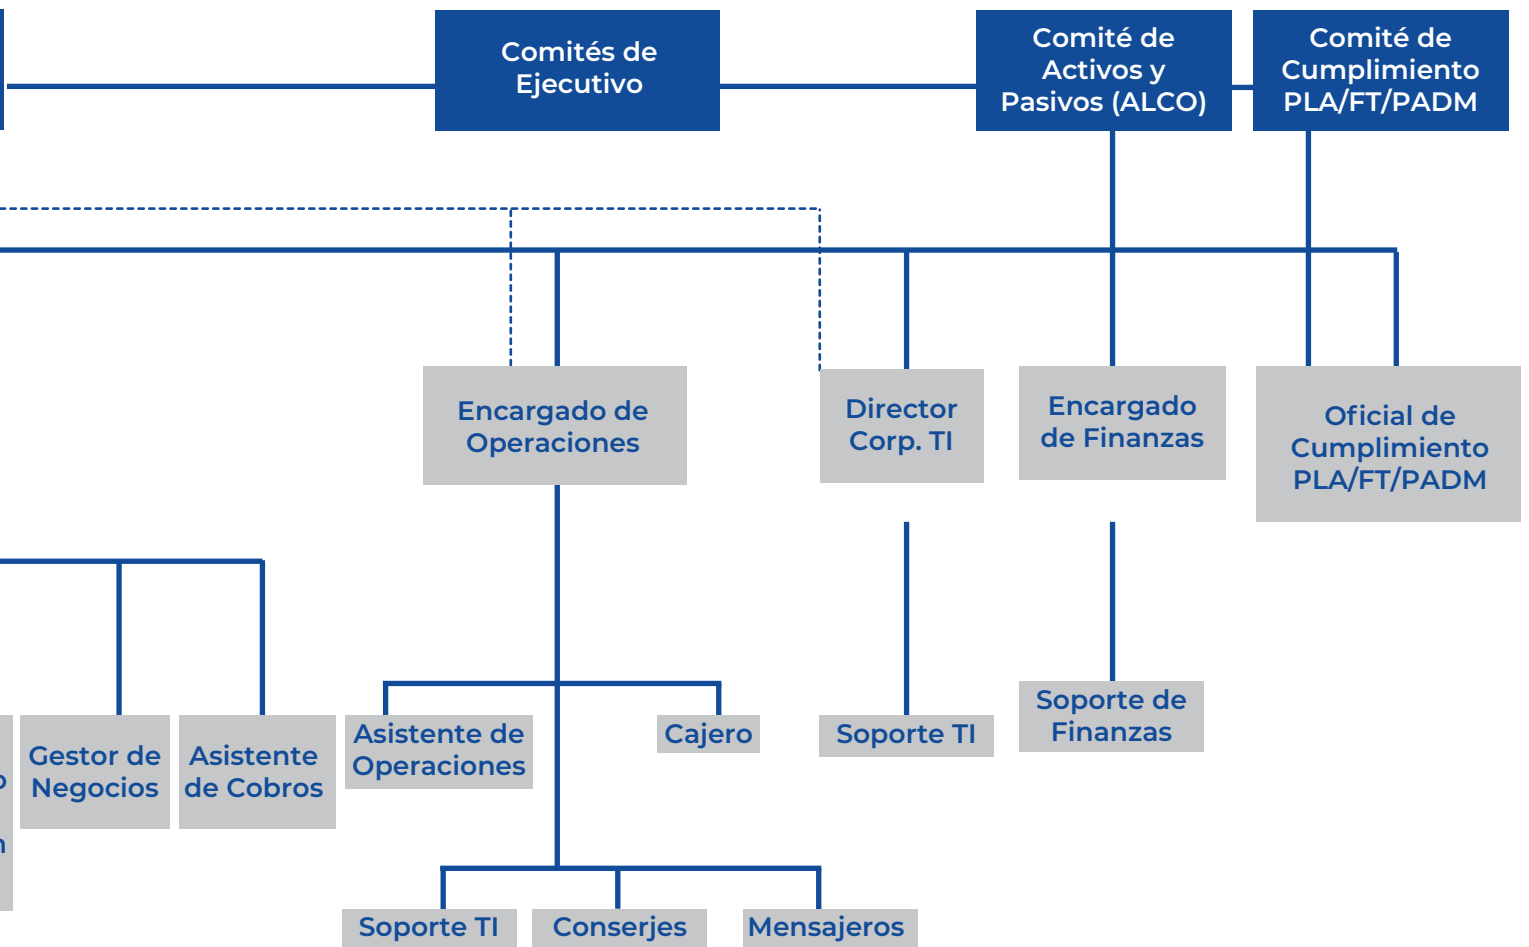 Comités de
Ejecutivo
Comité de
Activos y
Pasivos (ALCO)
Comité de
Cumplimiento
PLA/FT/PADM
Encargado de
Operaciones
Director
Corp. TI
Encargado
de Finanzas
Oficial de
Cumplimiento
PLA/FT/PADM
Gestor de
Negocios
Asistente
de Cobros
Asistente de
Operaciones
Cajero
Soporte TI
Soporte de
Finanzas
Soporte TI
Conserjes
Mensajeros